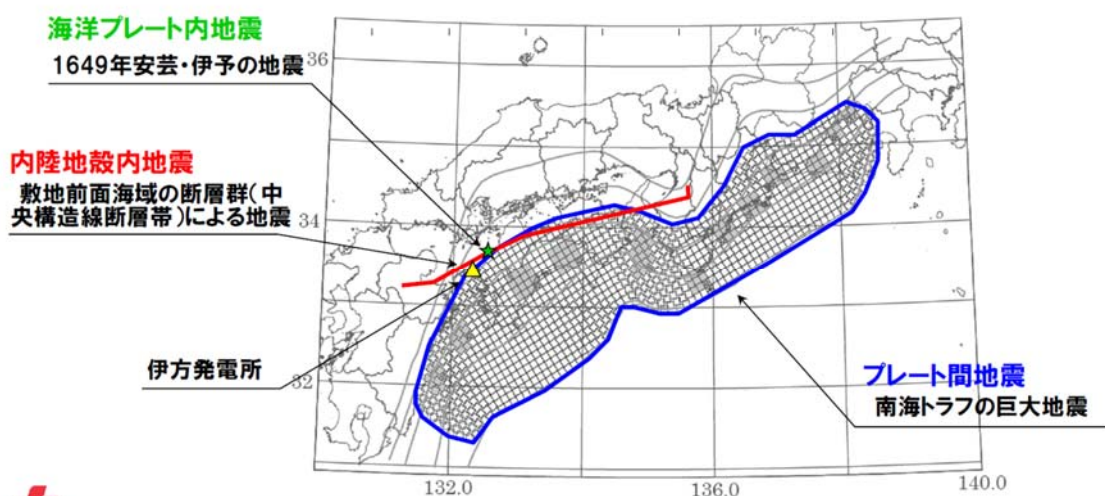 海洋プレート内地震
1649年安芸・伊予の地震
36
内陸地殻内地震
敷地前面海域の断層群(中
央構造線断層帯)による地震
34
伊方発電所
32
プレート間地震
南海トラフの巨大地震
132.0
136.0
140.0